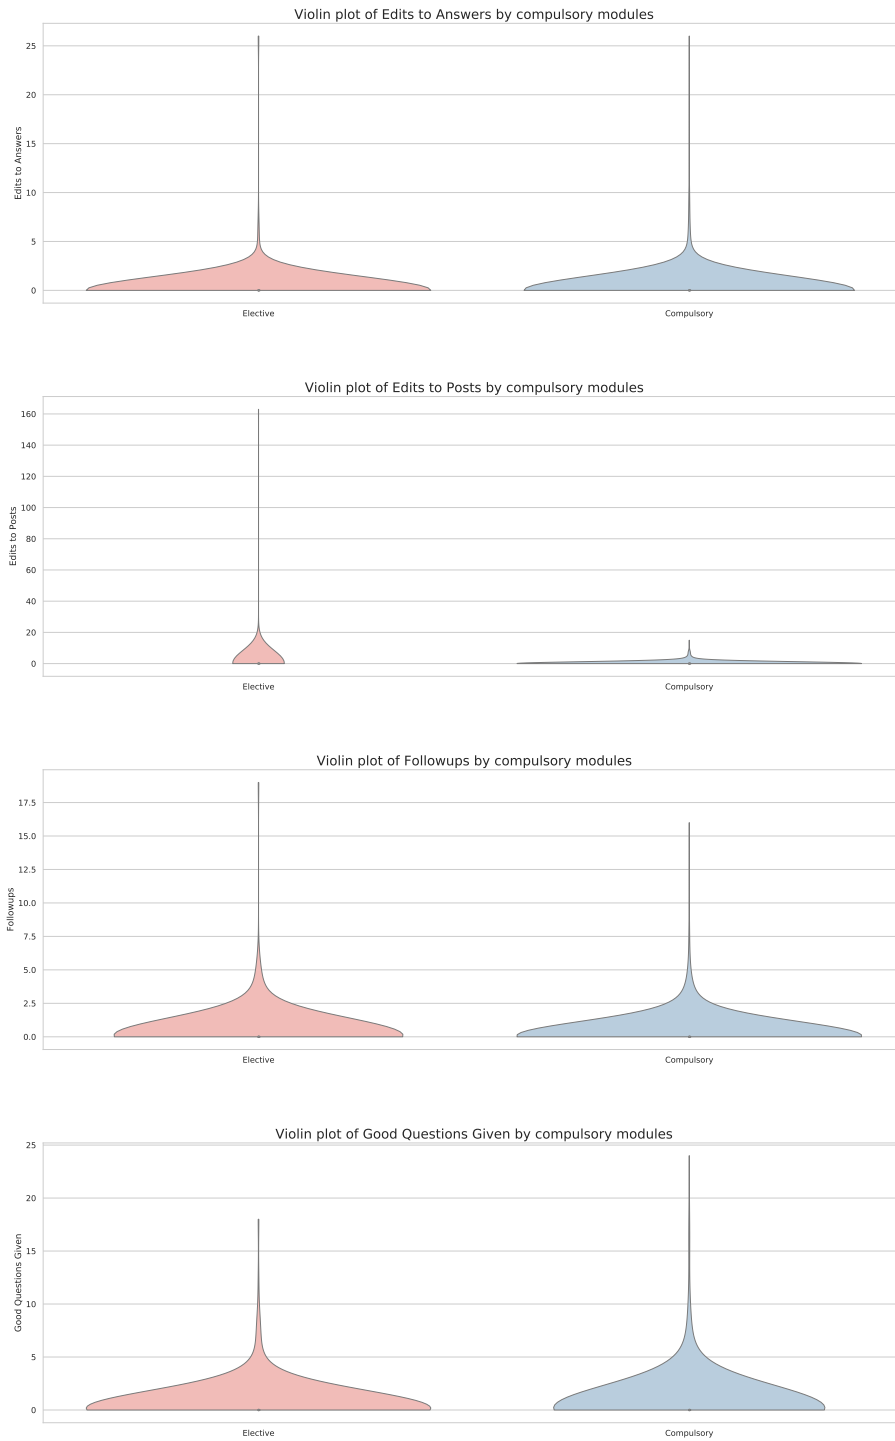 Violin plot of Edits to Answers by compulsory modules
25
20
15
10
5
0
Edits to Answers
Elective
Compulsory
Violin plot of Edits to Posts by compulsory modules
160
140
120
100
80
60
40
20
0
Edits to Posts
Elective
Compulsory
Violin plot of Followups by compulsory modules
17.5
15.0
12.5
10.0
7.5
5.0
2.5
0.0
Followups
Elective
Compulsory
Violin plot of Good Questions Given by compulsory modules
25
20
15
10
5
0
Good Questions Given
Elective
Compulsory